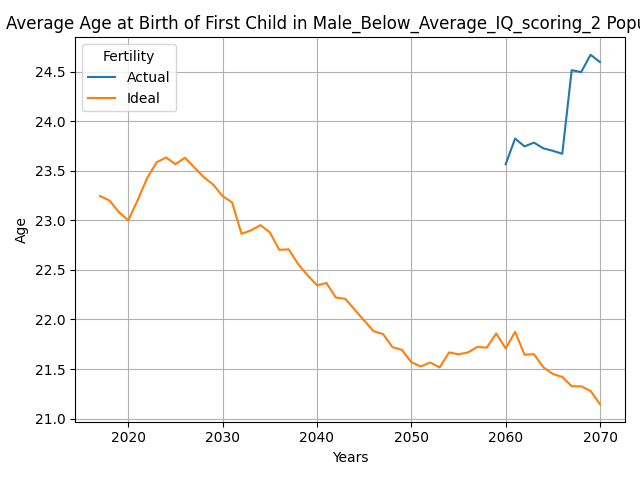 Average Age at Birth of First Child in Male_Below_Average_IQ_scoring_2 Popu
Fertility
Actual
Ideal
24.5
24.0
23.5
23.0
22.5
22.0
21.5
21.0
Age
2020 2030 2040 2050 2060 2070
Years